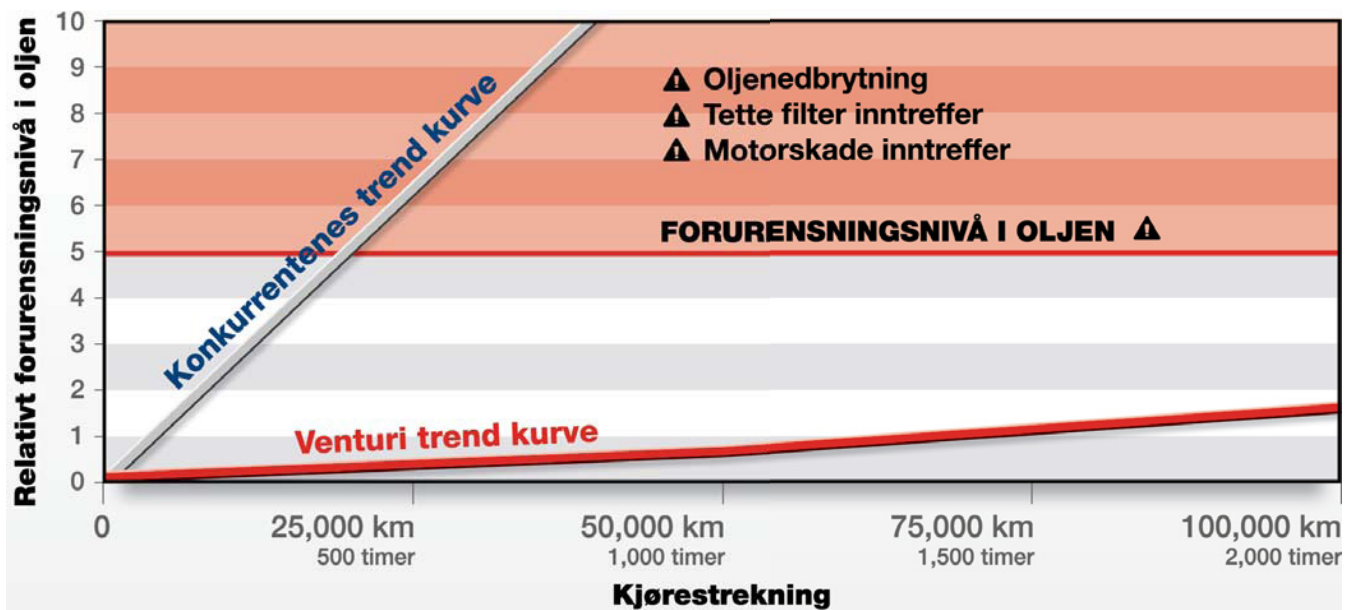 Relativt forurensningsnivå i oljen
10
9
8
7
6
5
4
3
2
1
0
Konkurrentenes trend kurve
Oljenedbrytning
Tette filter inntreffer
Motorskade inntreffer
FORURENSNINGSNIVÅ I OLJEN
Venturi trend kurve
0
25,000 km
500 timer
50,000 km
1,000 timer
75,000 km
1,500 timer
100,000 km
2,000 timer
Kjørestrekning